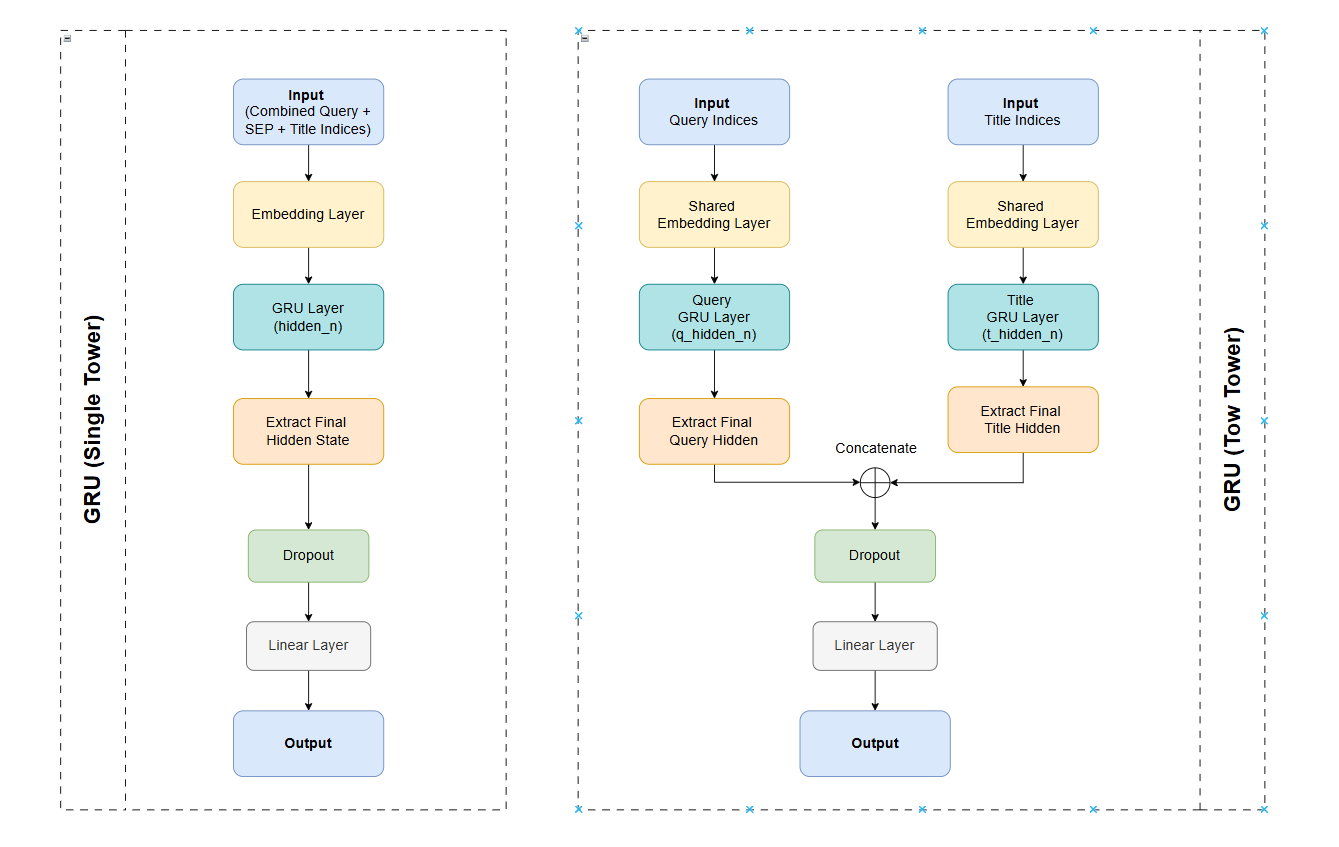 GRU (Single Tower)
Input
(Combined Query +
SEP + Title Indices)
Embedding Layer
GRU Layer
(hidden_n)
Extract Final
Hidden State
Dropout
Linear Layer
Output
Input
Query Indices
Shared
Embedding Layer
Query
GRU Layer
(q_hidden_n)
Extract Final
Query Hidden
Input
Title Indices
Shared
Embedding Layer
Title
GRU Layer
(t_hidden_n)
Extract Final
Title Hidden
Concatenate
Dropout
Linear Layer
Output
GRU (Tow Tower)